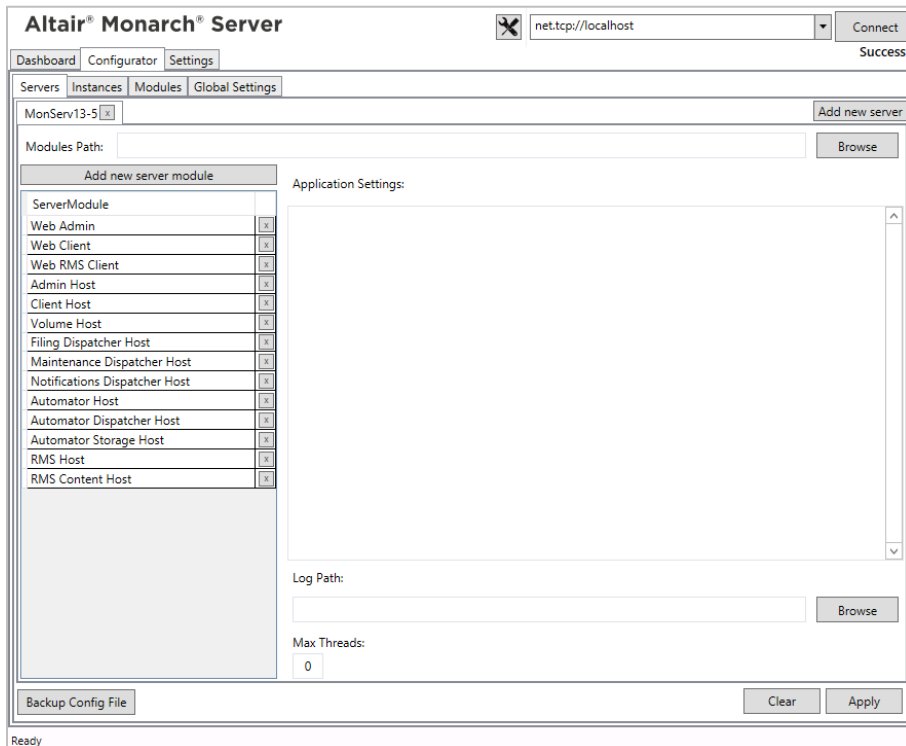 Altair® Monarch® Server
net.tcp://localhost
Connect
Success
Dashboard Configurator Settings
Servers Instances Modules Global Settings
MonServ13-5 x
Add new server
Modules Path:
Browse
Add new server module
Application Settings:
ServerModule
Web Admin x
Web Client x
Web RMS Client x
Admin Host x
Client Host x
Volume Host x
Filing Dispatcher Host x
Maintenance Dispatcher Host x
Notifications Dispatcher Host x
Automator Host x
Automator Dispatcher Host x
Automator Storage Host x
RMS Host x
RMS Content Host x
Log Path:
Browse
Max Threads:
0
Backup Config File
Clear
Apply
Ready